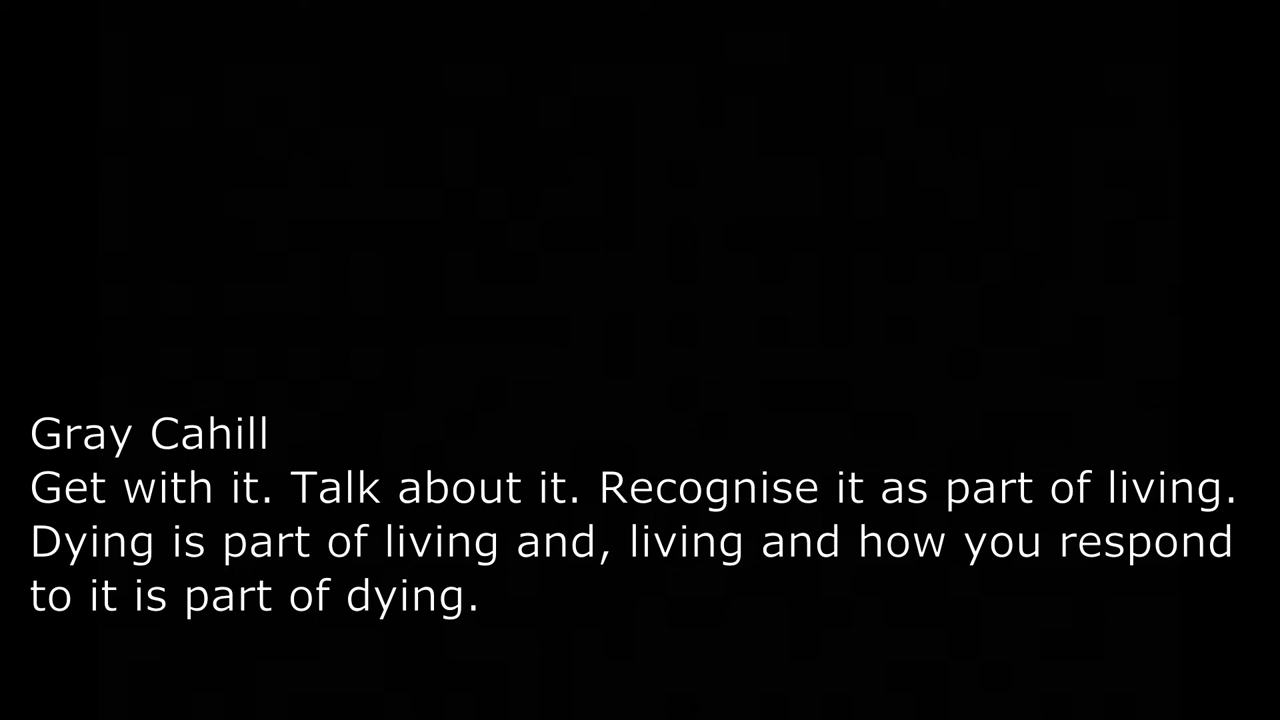 Gray Cahill
Get with it. Talk about it. Recognise it as part of living.
Dying is part of living and, living and how you respond
to it is part of dying.